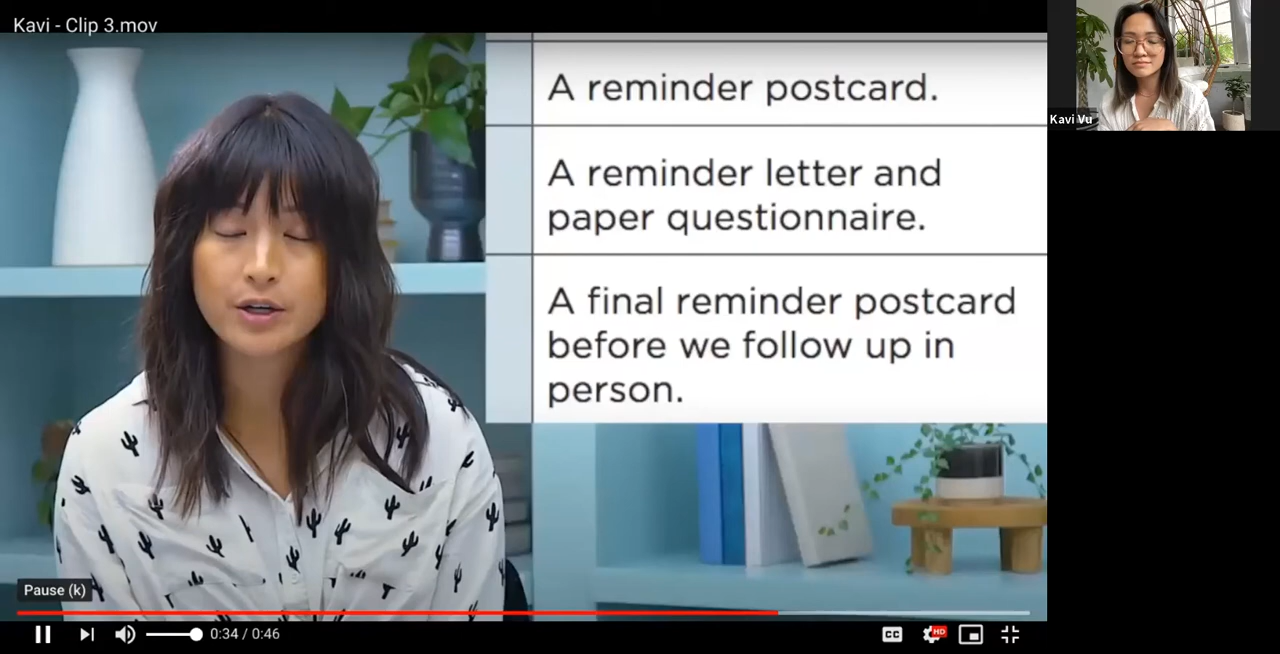 Kavi - Clip 3.mov
Kavi Vu
A reminder postcard.
A reminder letter and
paper questionnaire.
A final reminder postcard
before we follow up in
person.
Pause (k)
0:34 / 0:46
CC
HD